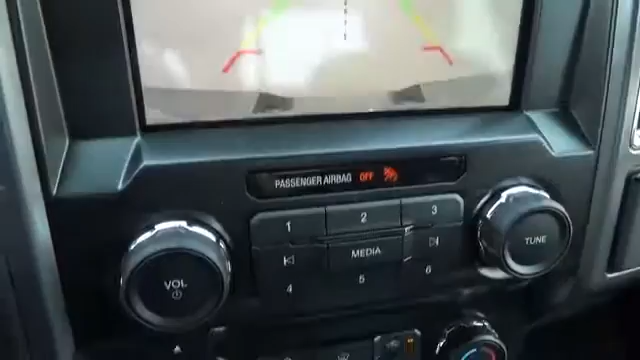 PASSENGER AIRBAG OFF
1 2 3
MEDIA
4 5 6
VOL
TUNE